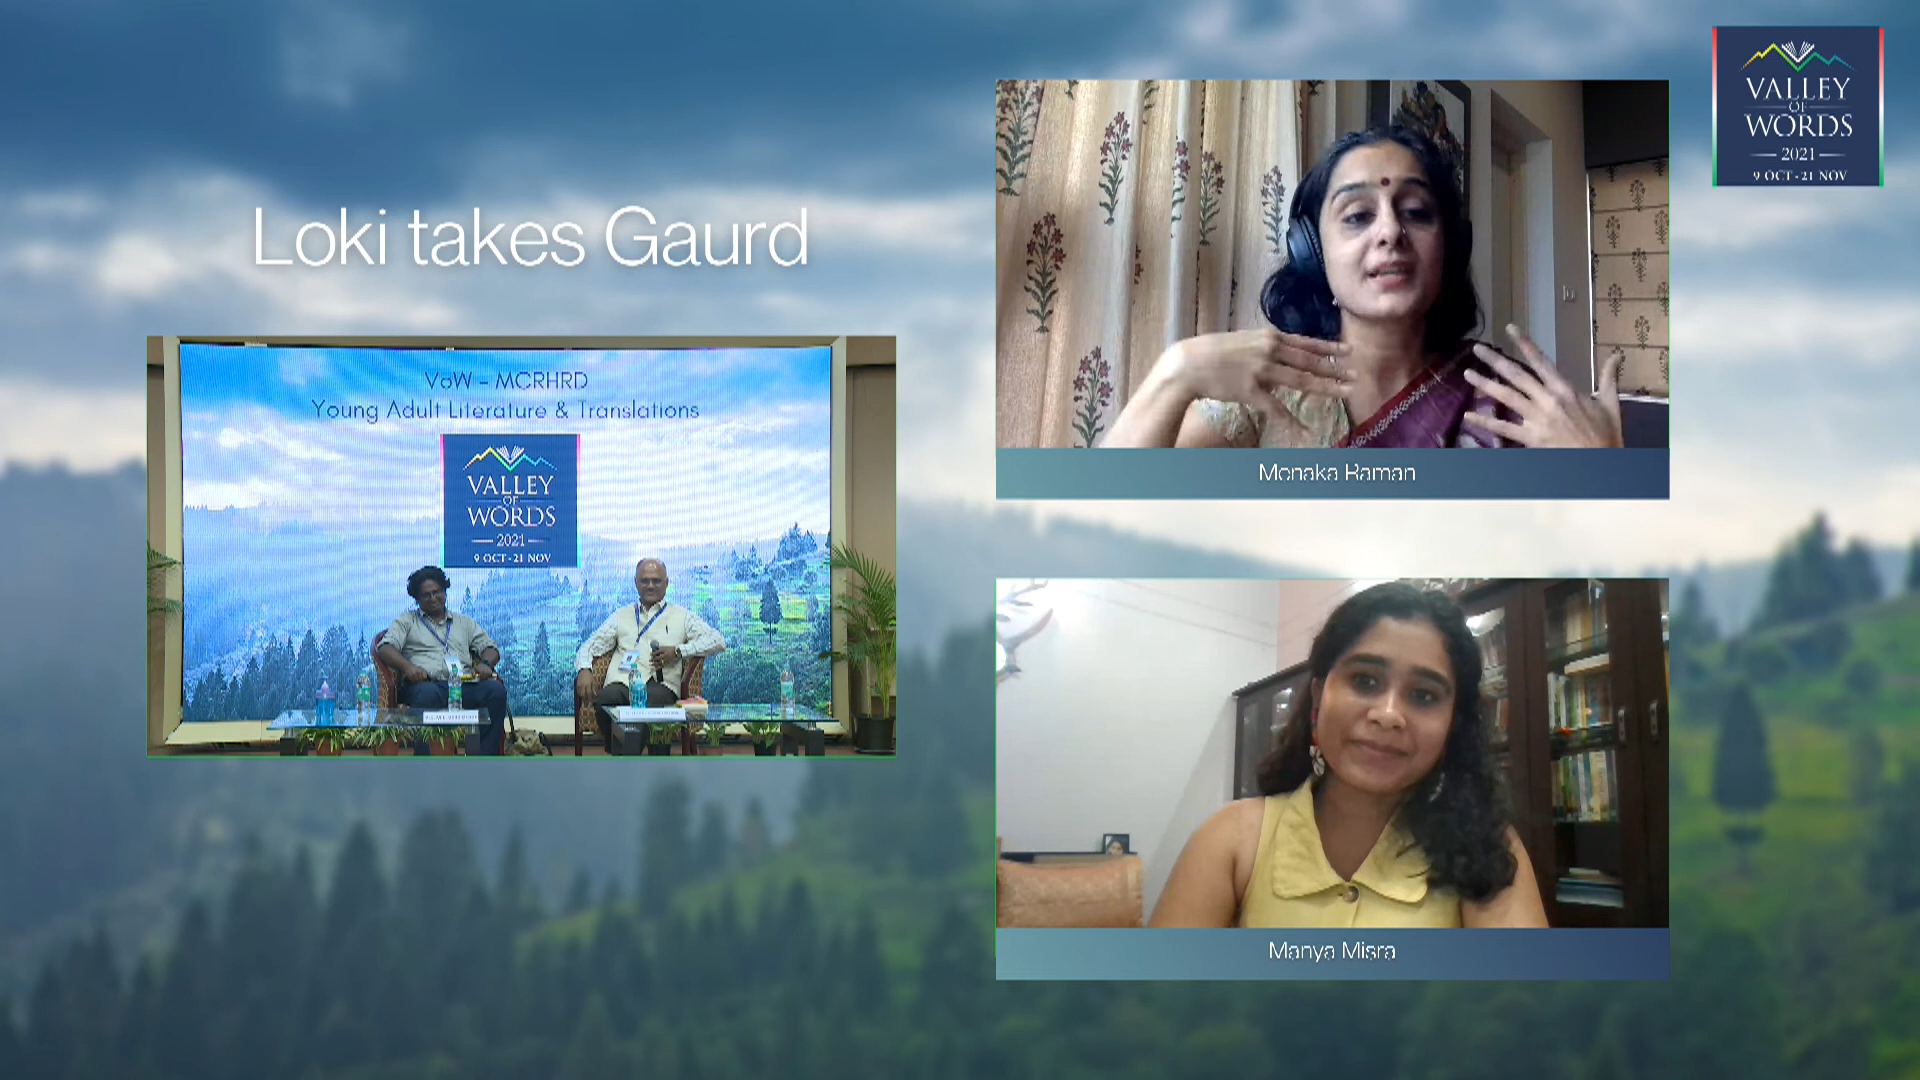 Loki takes Gaurd
VoW - MCRHRD
Young Adult Literature & Translations
VALLEY
OF
WORDS
2021
9 OCT - 21 NOV
Monaka Raman
Manya Misra
VALLEY
OF
WORDS
2021
9 OCT - 21 NOV